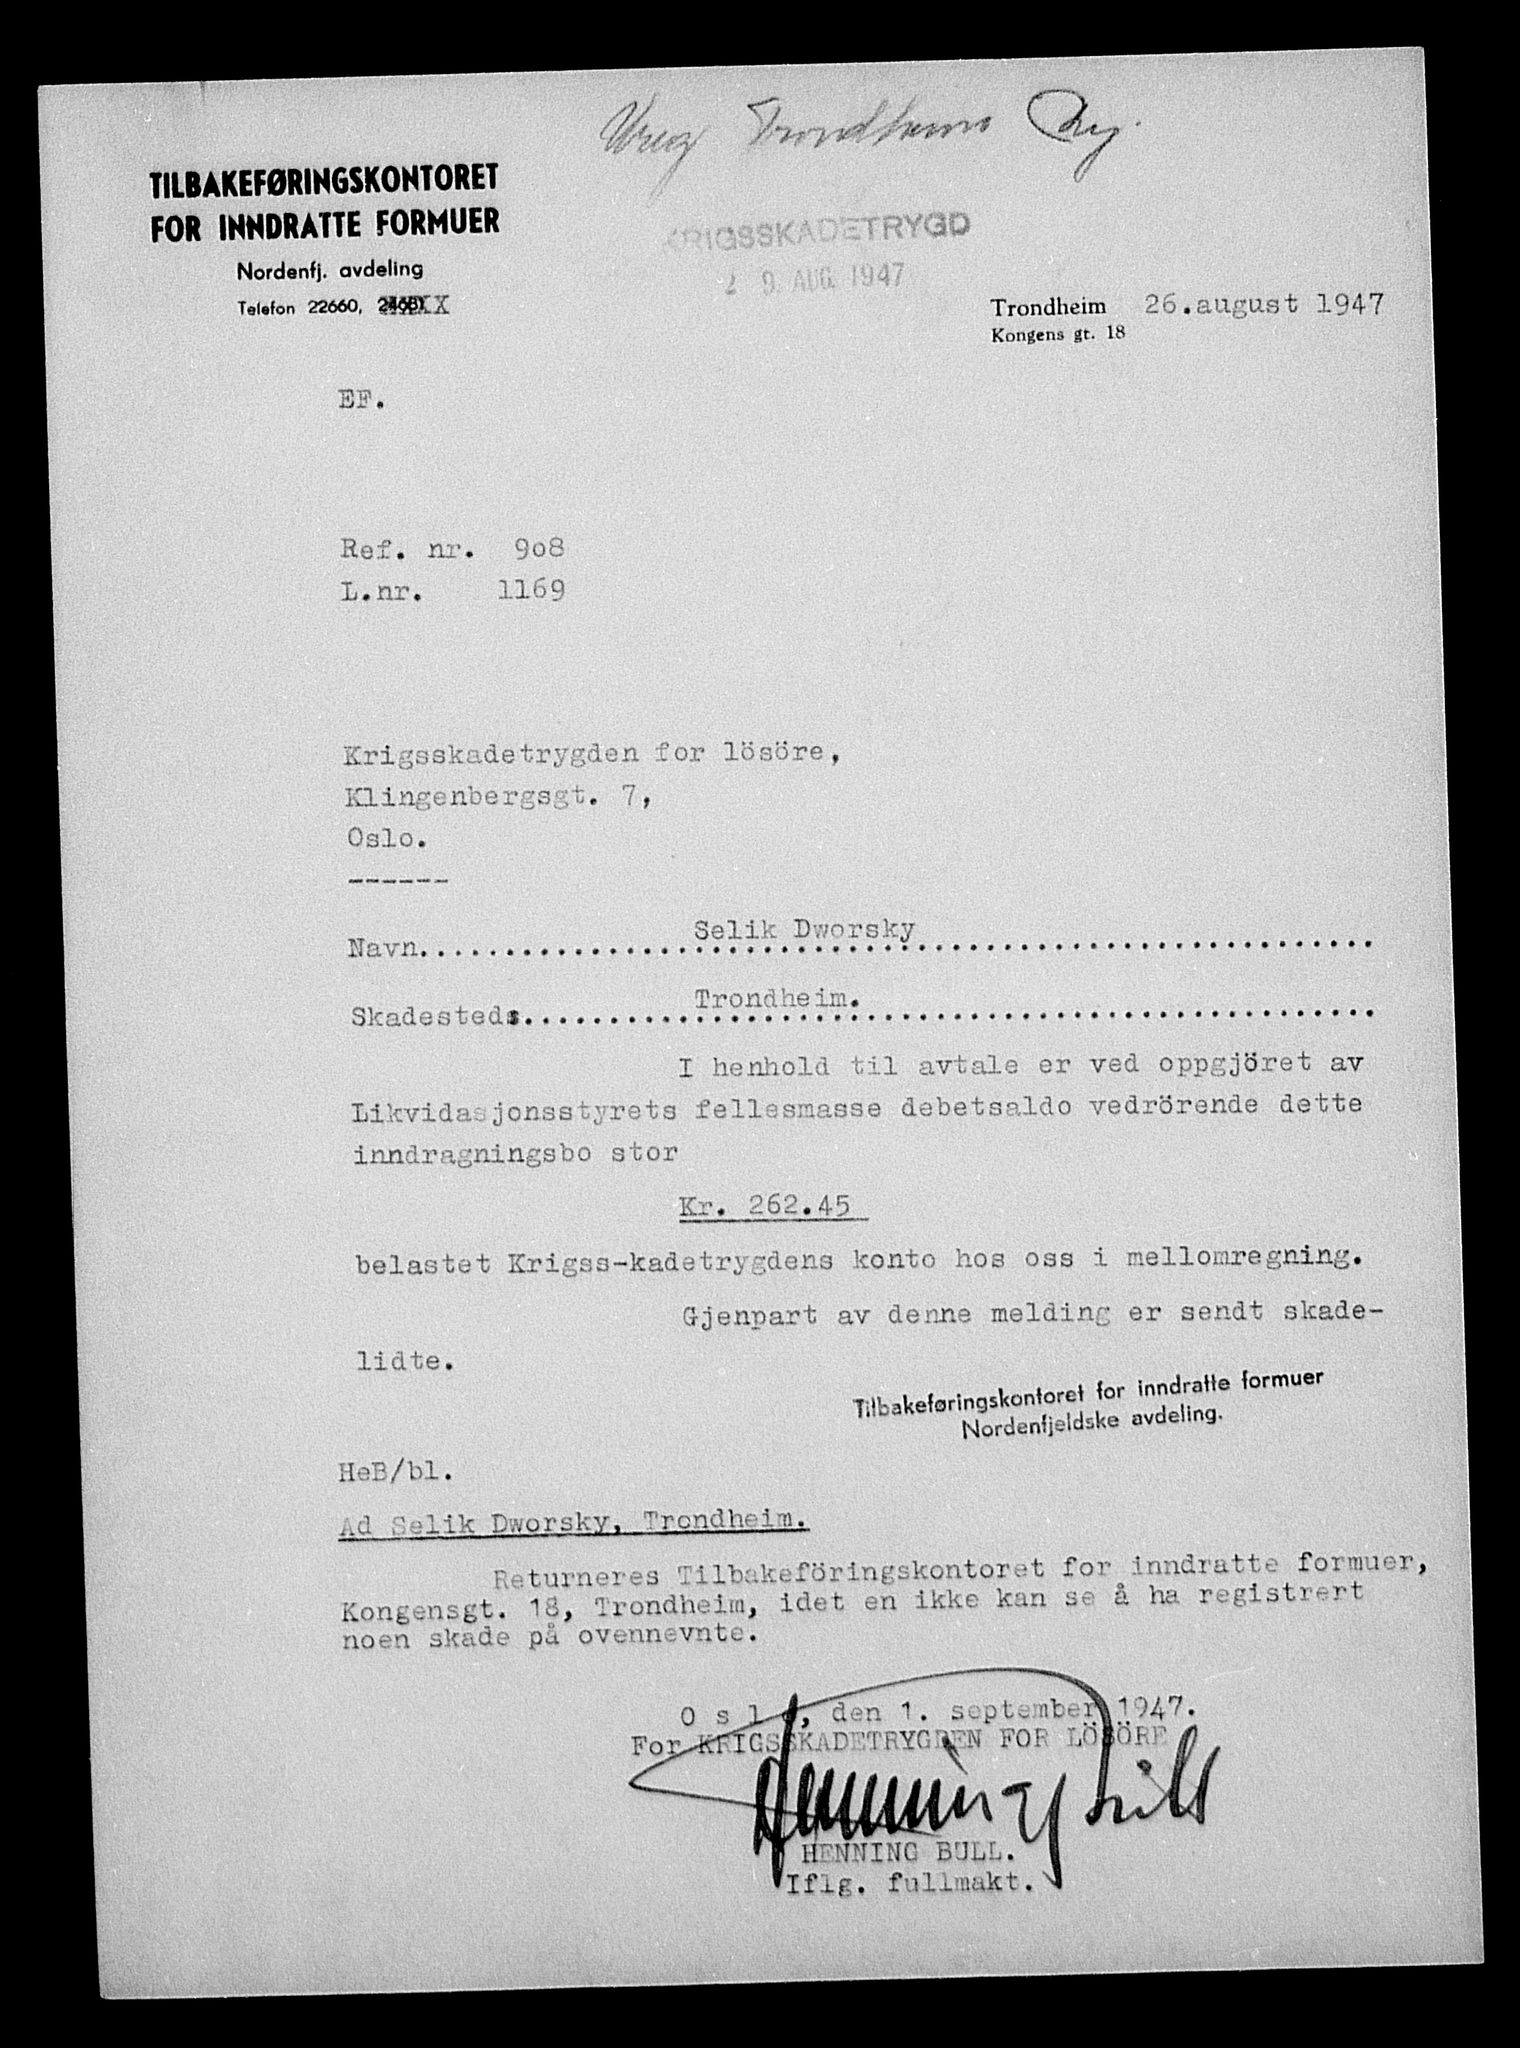 Trondheim
TILBAKEFØRINGSKONTORET
FOR INNDRATTE FORMUER
Nordenfj. avdeling
Telefon 22660,
KRIGSSKADETRYGD
2 9. AUG. 1947
Trondheim 26.august 1947
Kongens gt. 18
EF.
Ref. nr. 9o8
L.nr. 1169
Krigsskadetrygden for lösöre,
Klingenbergsgt. 7,
Oslo.
------
Navn. Selik Dworsky
Skadested. Trondheim.
I henhold til avtale er ved oppgjöret av
Likvidasjonsstyrets fellesmasse debetsaldo vedrörende dette
inndragningsbo stor
Kr. 262.45
belastet Krigss-kadetrygdens konto hos oss i mellomregning.
Gjenpart av denne melding er sendt skade-
lidte.
Tilbakeføringskontoret for inndratte formuer
Nordenfjeldske avdeling.
HeB/bl.
Ad Selik Dworsky, Trondheim.
Returneres Tilbakeföringskontoret for inndratte formuer,
Kongensgt. 18, Trondheim, idet en ikke kan se å ha registrert
noen skade på ovennevnte.
O s l o, den 1. september 1947.
For KRIGSSKADETRYGDEN FOR LÖSÖRE
Henning Bull
HENNING BULL.
Iflg. fullmakt.